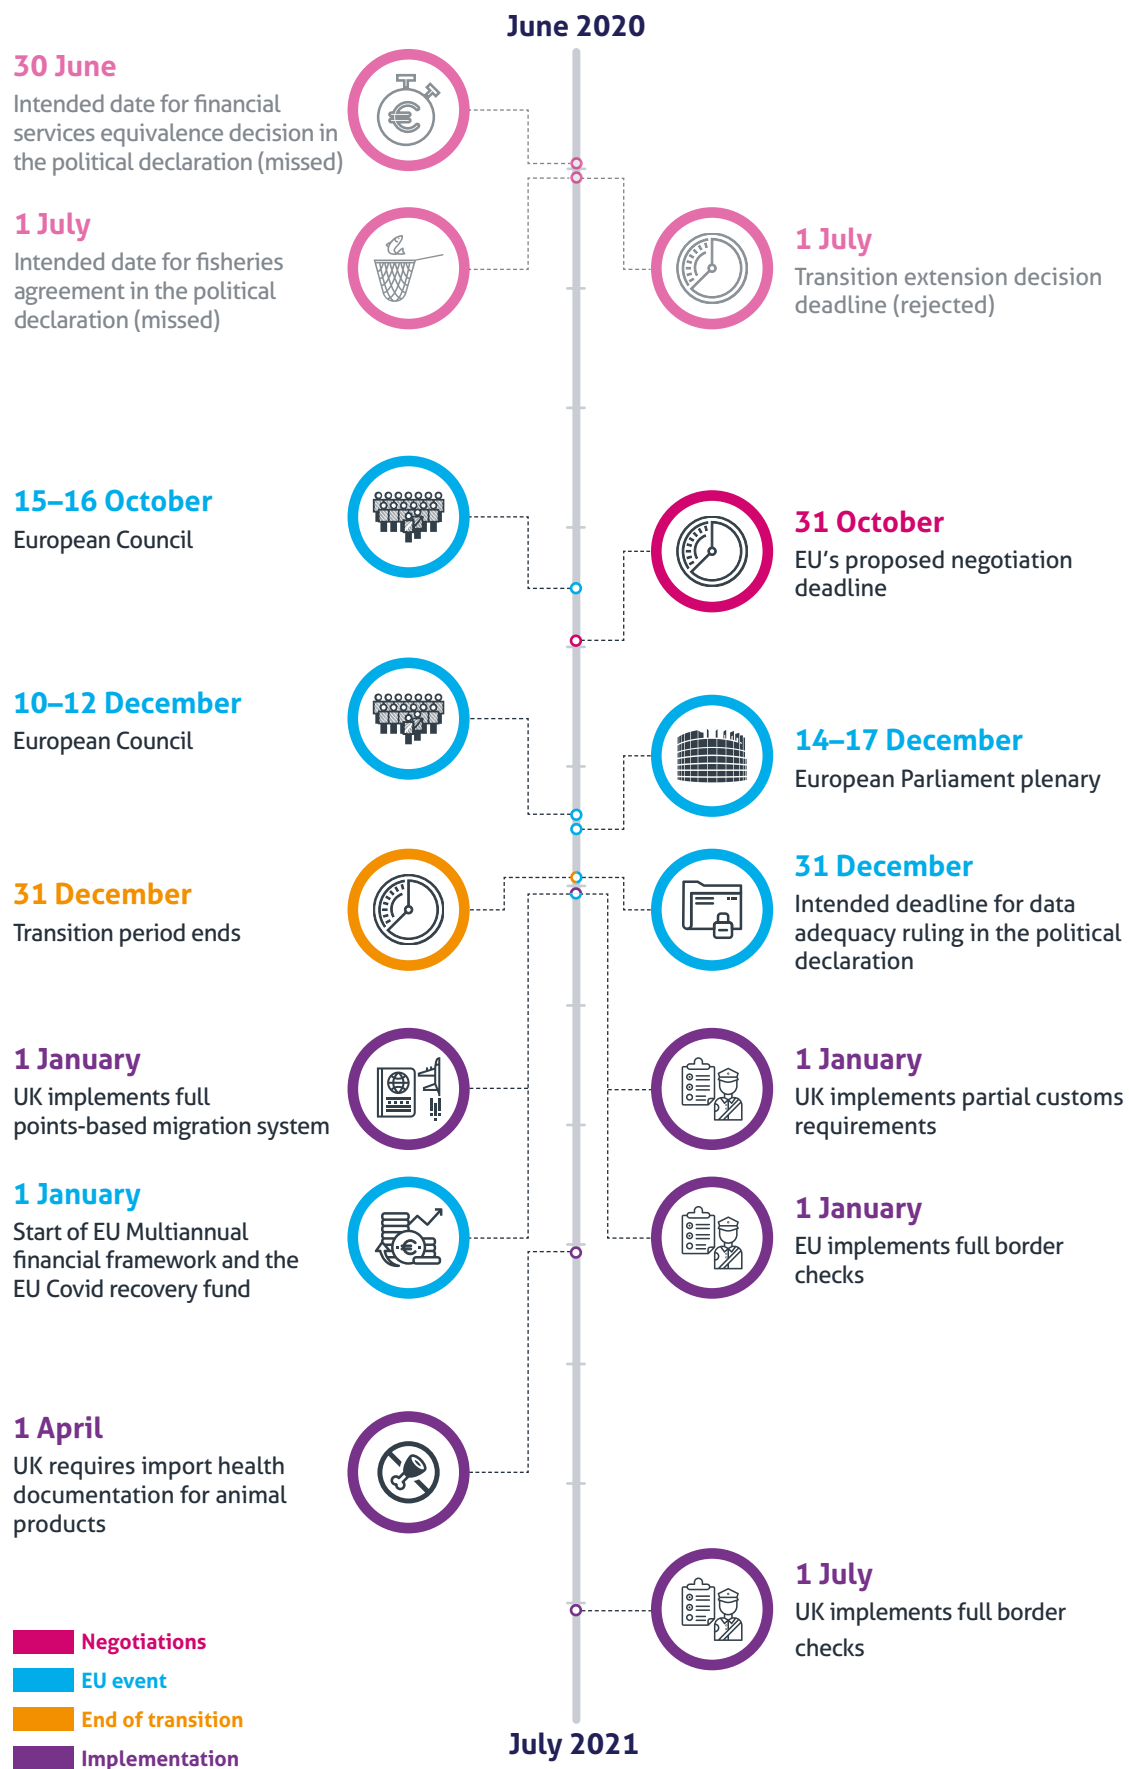 June 2020
30 June
Intended date for financial
services equivalence decision in
the political declaration (missed)
1 July
Intended date for fisheries
agreement in the political
declaration (missed)
1 July
Transition extension decision
deadline (rejected)
15–16 October
European Council
31 October
EU's proposed negotiation
deadline
10–12 December
European Council
14–17 December
European Parliament plenary
31 December
Transition period ends
31 December
Intended deadline for data
adequacy ruling in the political
declaration
1 January
UK implements full
points-based migration system
1 January
UK implements partial customs
requirements
1 January
Start of EU Multiannual
financial framework and the
EU Covid recovery fund
1 January
EU implements full border
checks
1 April
UK requires import health
documentation for animal
products
1 July
UK implements full border
checks
Negotiations
EU event
End of transition
Implementation
July 2021